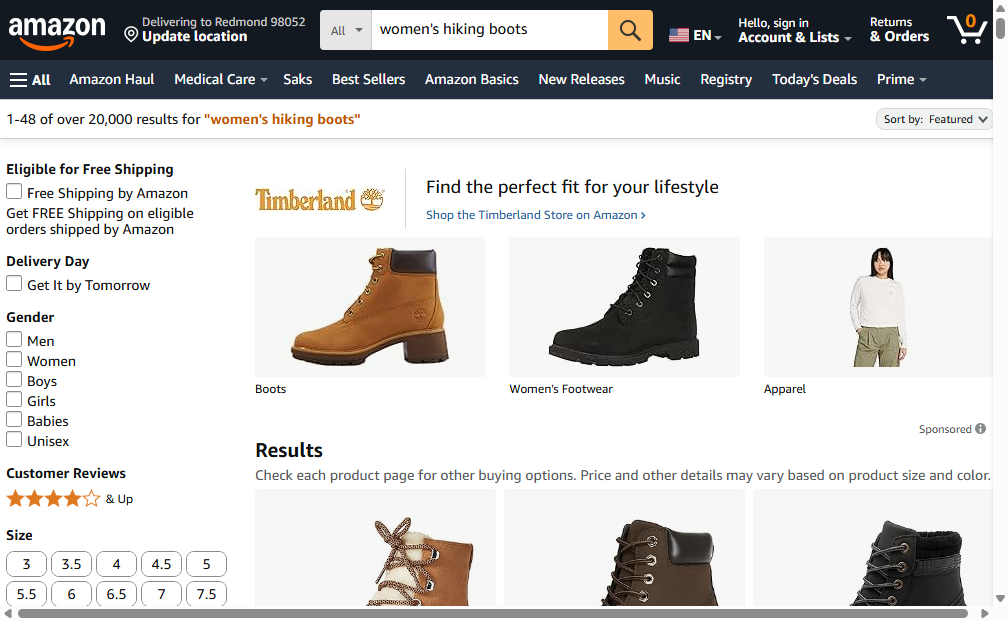 amazon
Delivering to Redmond 98052
Update location
All
women's hiking boots
EN
Hello, sign in
Account & Lists
Returns
& Orders
0
All
Amazon Haul
Medical Care
Saks
Best Sellers
Amazon Basics
New Releases
Music
Registry
Today's Deals
Prime
1-48 of over 20,000 results for "women's hiking boots"
Sort by: Featured
Eligible for Free Shipping
Free Shipping by Amazon
Get FREE Shipping on eligible
orders shipped by Amazon
Delivery Day
Get It by Tomorrow
Gender
Men
Women
Boys
Girls
Babies
Unisex
Customer Reviews
& Up
Size
3
3.5
4
4.5
5
5.5
6
6.5
7
7.5
Timberland
Find the perfect fit for your lifestyle
Shop the Timberland Store on Amazon ›
Boots
Women's Footwear
Apparel
Sponsored
Results
Check each product page for other buying options. Price and other details may vary based on product size and color.